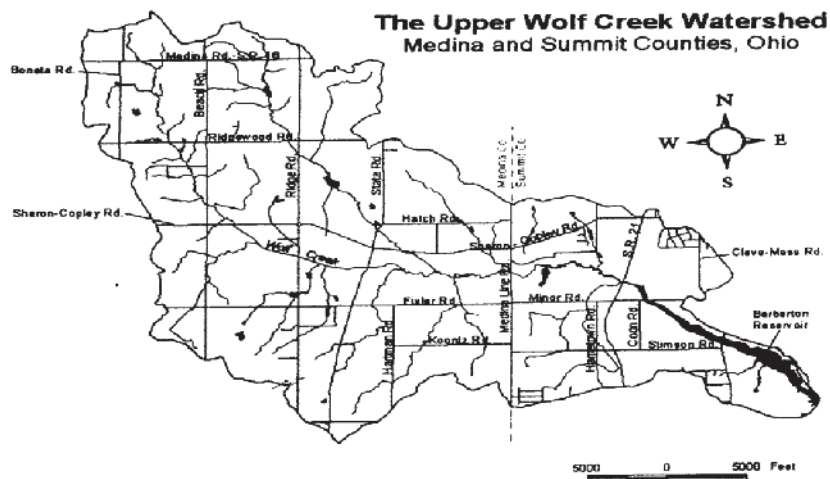 The Upper Wolf Creek Watershed
Medina and Summit Counties, Ohio
Medina Rd. S.R. 18
Boneta Rd.
Beach Rd.
N
W
E
S
Ridgewood Rd.
Ridge Rd.
State Rd.
Medina Co.
Summit Co.
Sharon-Copley Rd.
Hatch Rd.
Sharon - Copley Rd.
S.R. 21
Cleve-Mass Rd.
Wolf Creek
Medina Line Rd.
Fixler Rd.
Minor Rd.
Barberton
Reservoir
Hartman Rd.
Koontz Rd.
Hametown Rd.
Coon Rd.
Stimson Rd.
5000 0 5000 Feet